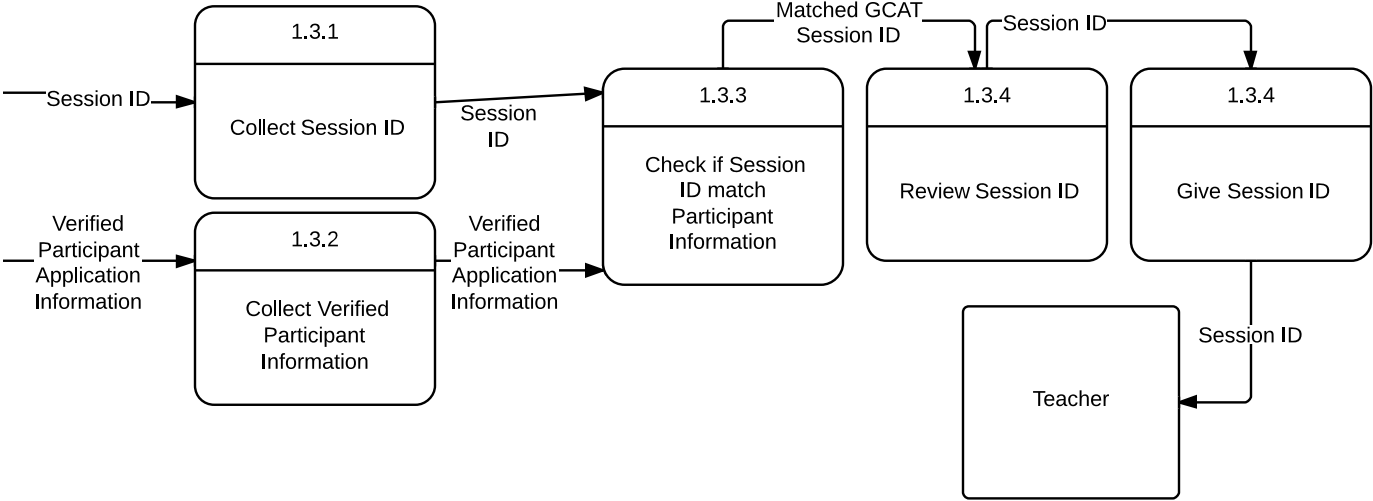 Session ID
1.3.1
Collect Session ID
Session
ID
Verified
Participant
Application
Information
1.3.2
Collect Verified
Participant
Information
Verified
Participant
Application
Information
1.3.3
Check if Session
ID match
Participant
Information
Matched GCAT
Session ID
1.3.4
Review Session ID
Session ID
1.3.4
Give Session ID
Session ID
Teacher